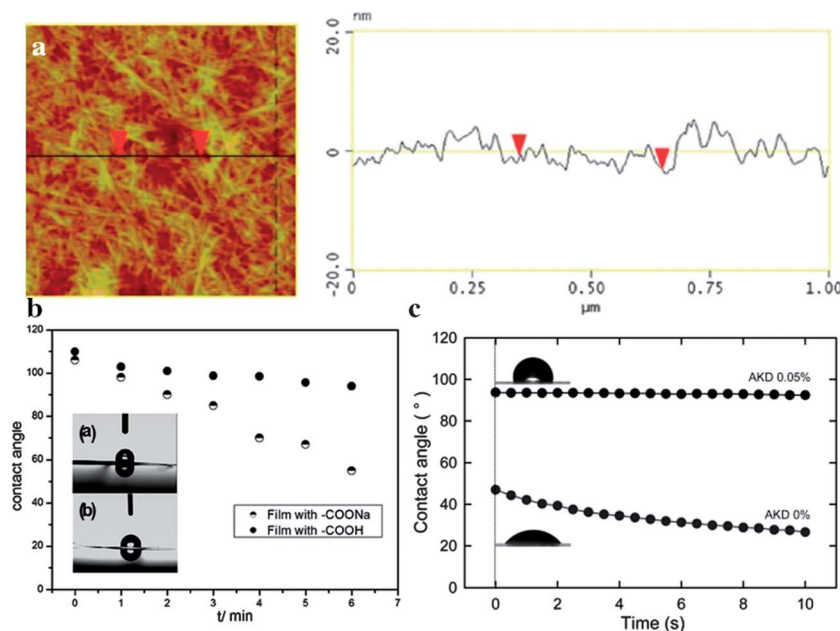 a
nm
20.0
0
-20.0
0
0.25
0.50
0.75
1.00
µm
b
120
100
80
60
40
20
0
contact angle
(a)
(b)
Film with -COONa
Film with -COOH
0 1 2 3 4 5 6 7
t/ min
c
120
100
80
60
40
20
0
Contact angle ( ° )
AKD 0.05%
AKD 0%
0 2 4 6 8 10
Time (s)